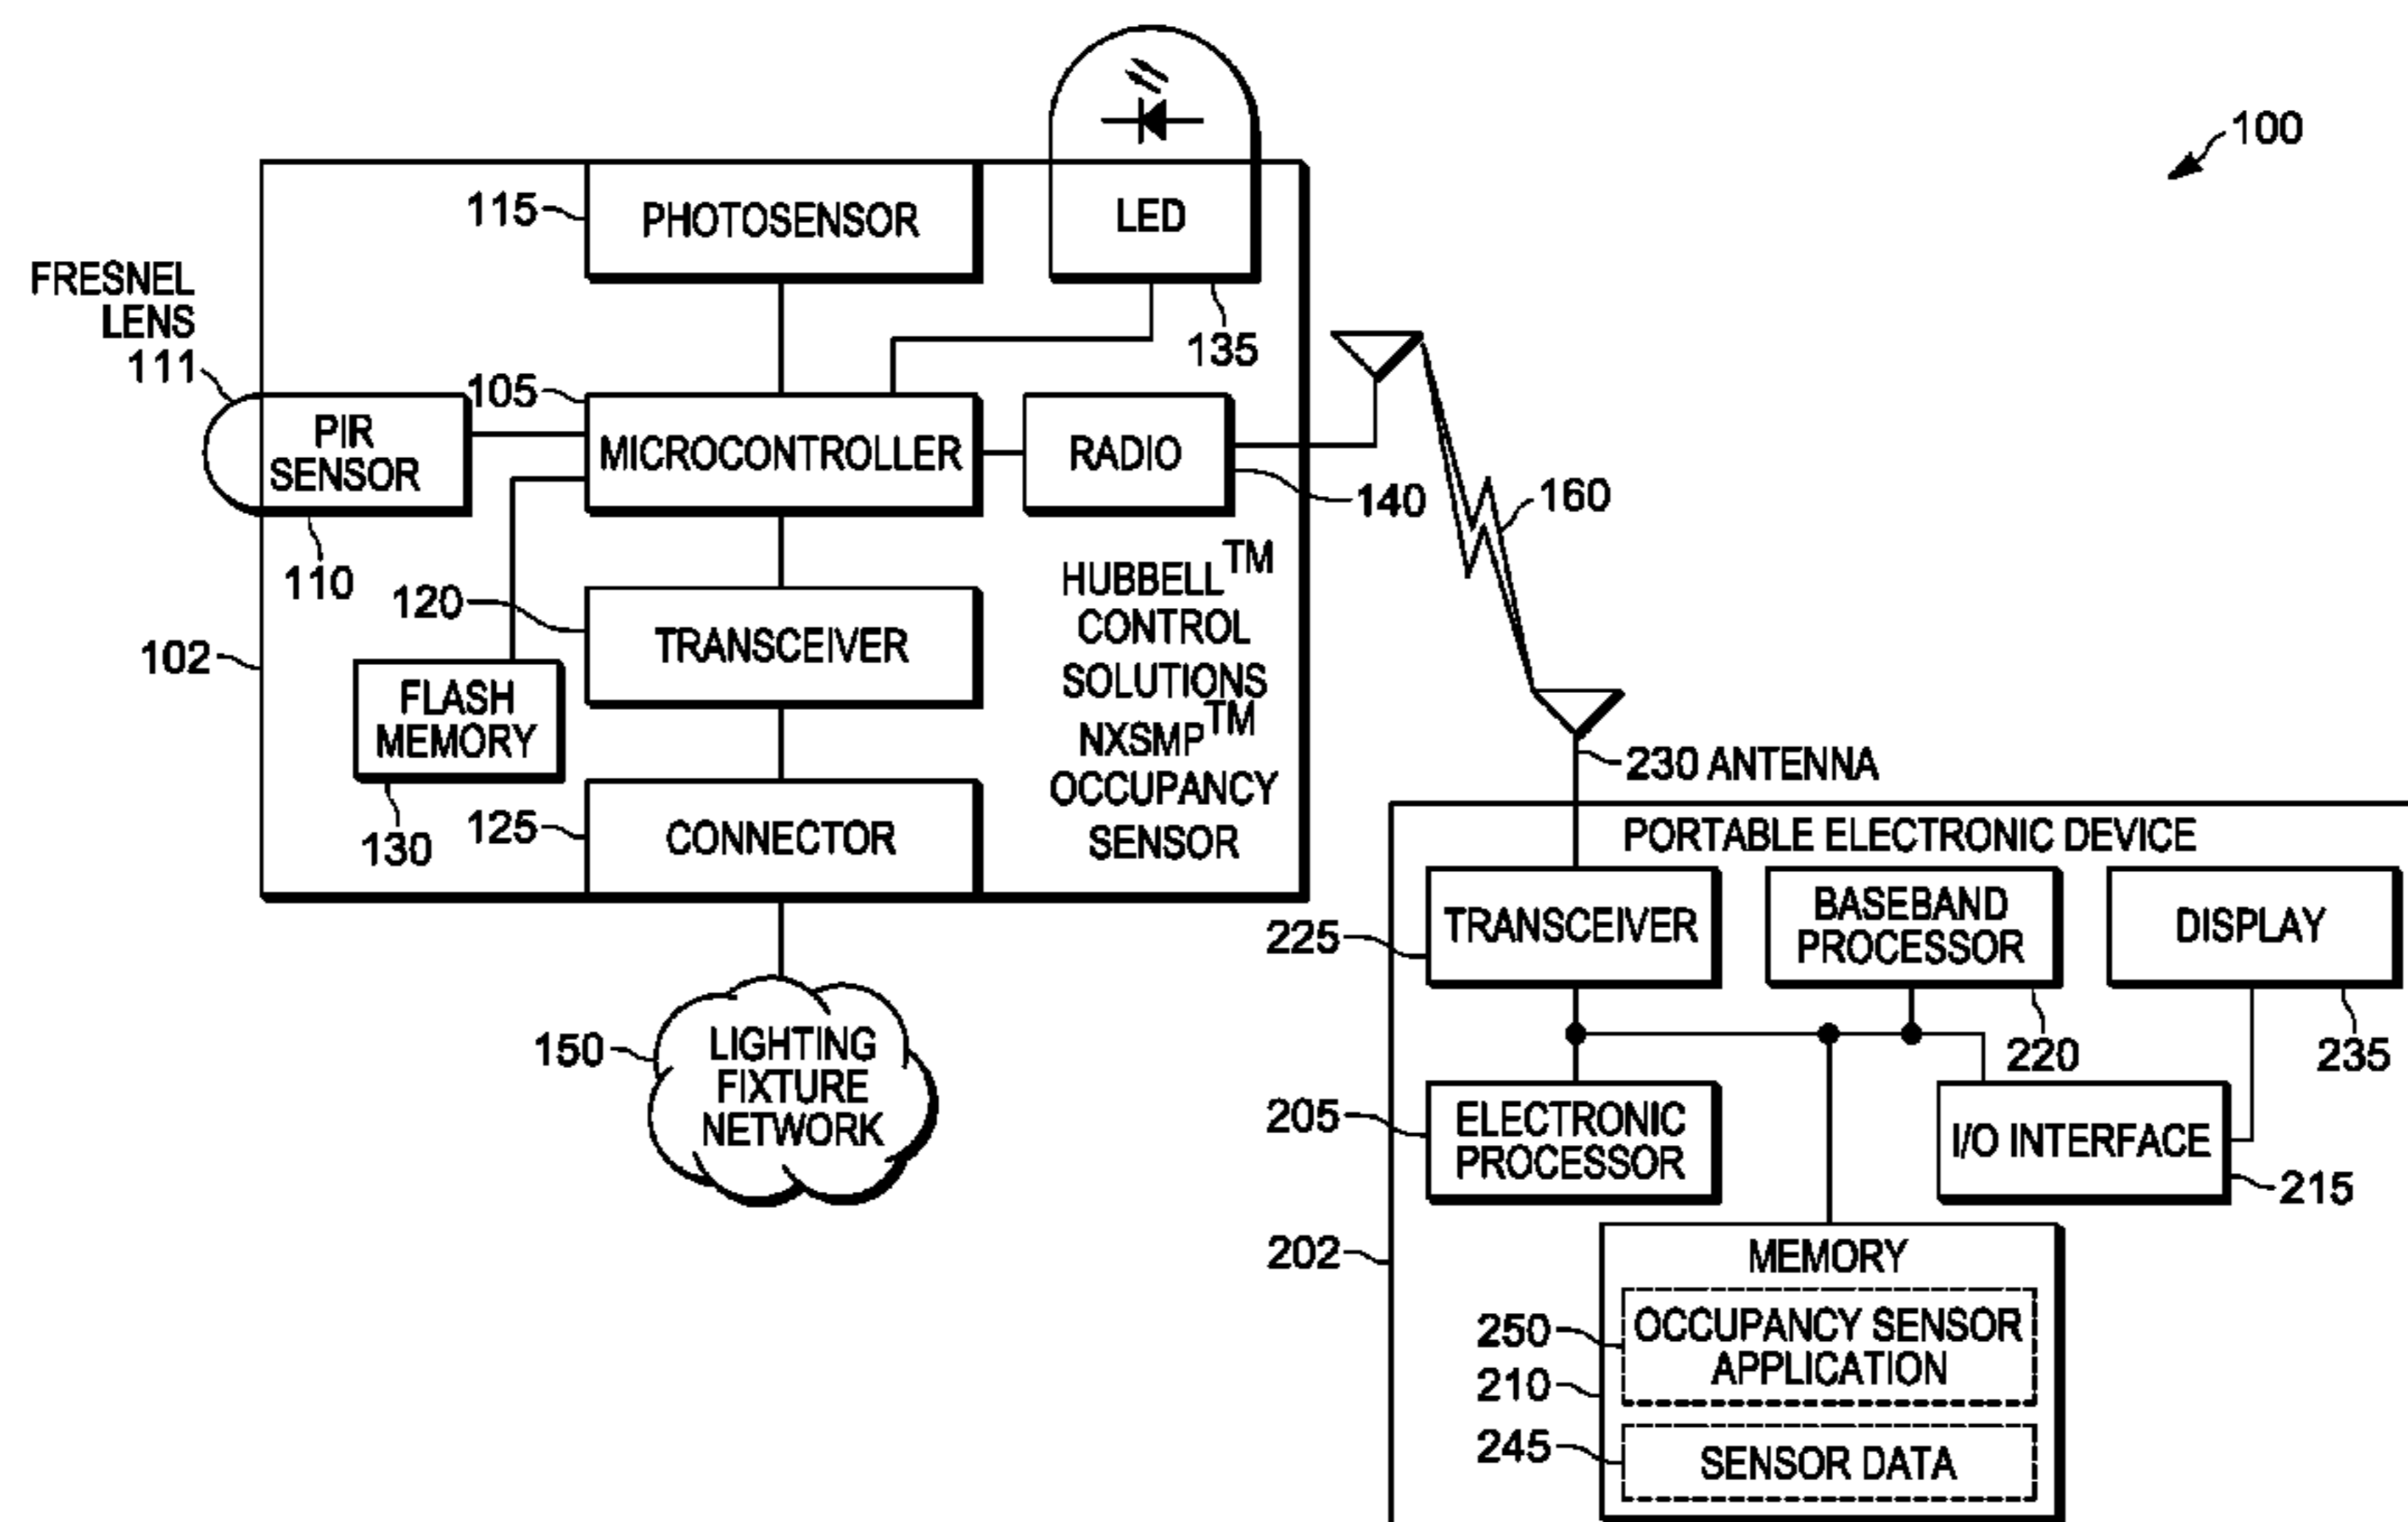 100
115
PHOTOSENSOR
LED
135
FRESNEL
LENS
111
105
PIR
SENSOR
110
MICROCONTROLLER
RADIO
140
160
120
TRANSCEIVER
HUBBELL™
CONTROL
SOLUTIONS
NXSMP™
OCCUPANCY
SENSOR
102
FLASH
MEMORY
130
125
CONNECTOR
150
LIGHTING
FIXTURE
NETWORK
230 ANTENNA
PORTABLE ELECTRONIC DEVICE
225
TRANSCEIVER
BASEBAND
PROCESSOR
220
DISPLAY
235
205
ELECTRONIC
PROCESSOR
I/O INTERFACE
215
202
MEMORY
250
OCCUPANCY SENSOR
APPLICATION
210
245
SENSOR DATA